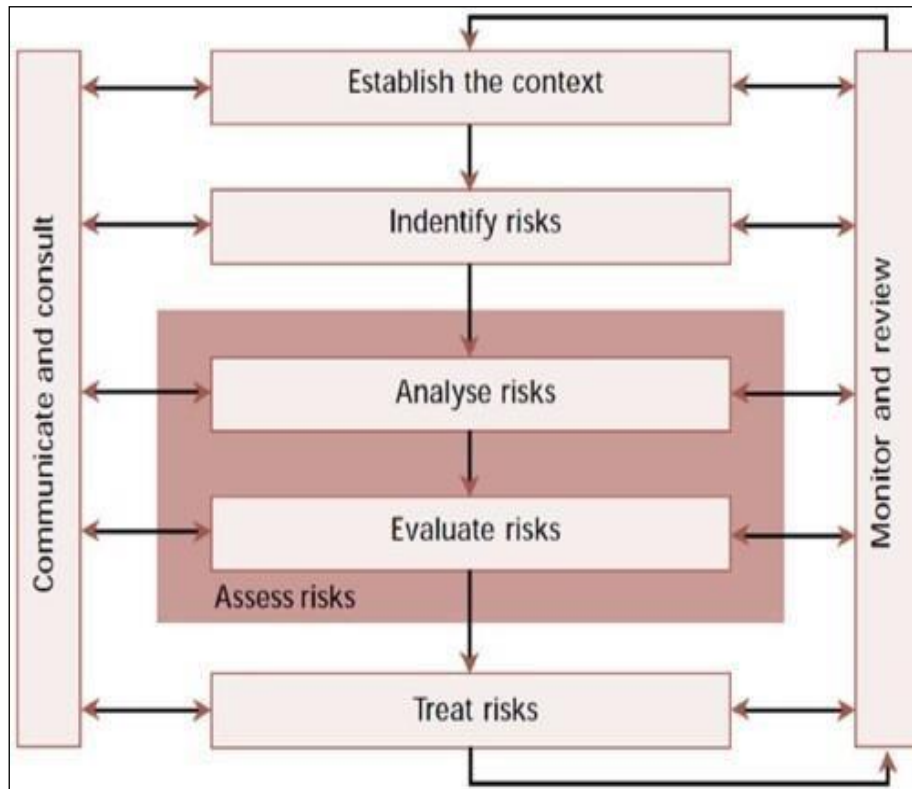 Communicate and consult
Establish the context
Indentify risks
Analyse risks
Evaluate risks
Assess risks
Treat risks
Monitor and review